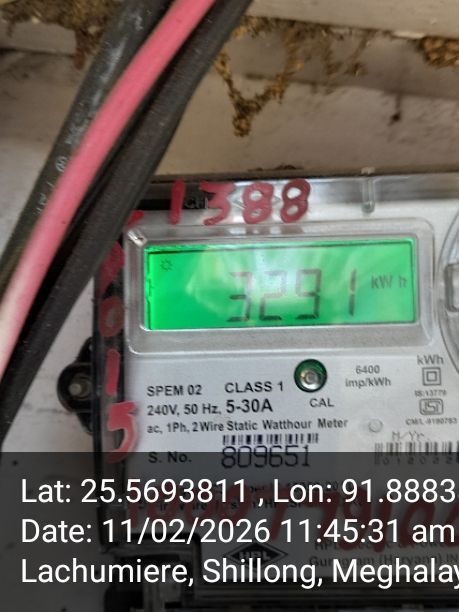 1388
3291 kWh
6400
imp/kWh
kWh
SPEM 02 CLASS 1
240V, 50 Hz, 5-30A CAL
ac, 1Ph, 2 Wire Static Watthour Meter
IS:13779
S. No. 809651
Lat: 25.5693811 , Lon: 91.8883
Date: 11/02/2026 11:45:31 am
Lachumiere, Shillong, Meghalay